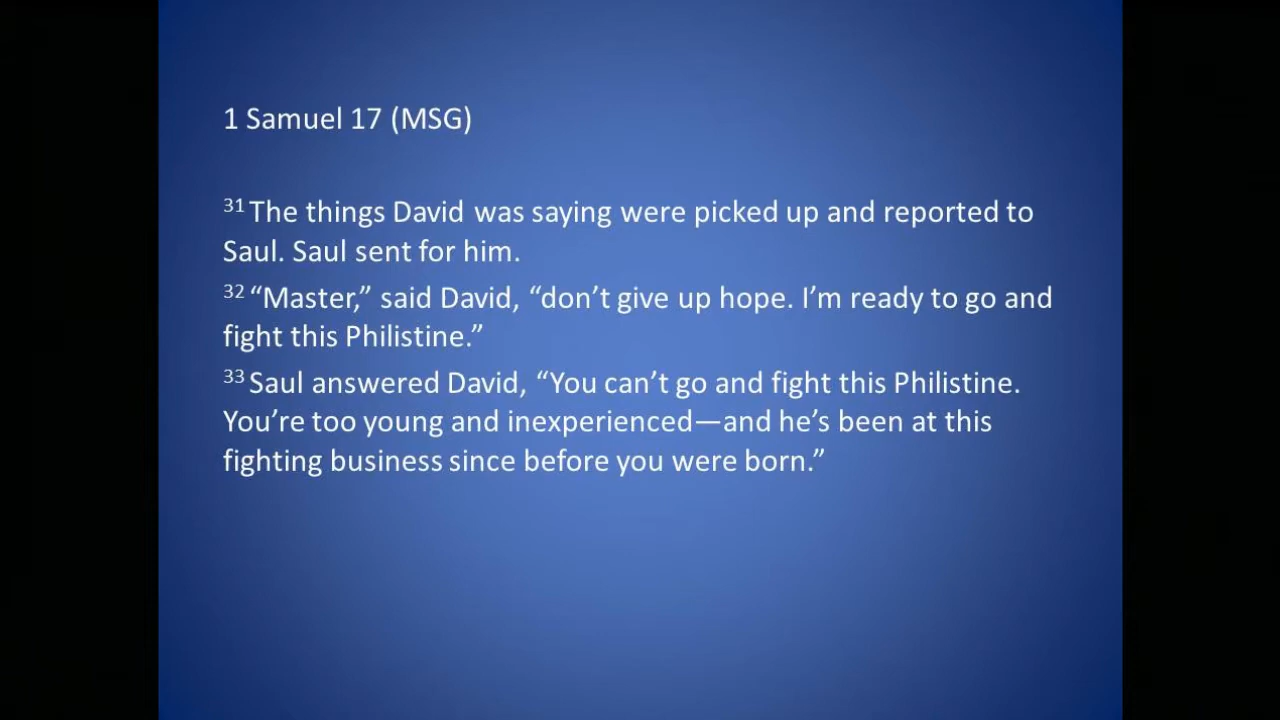 1 Samuel 17 (MSG)
31 The things David was saying were picked up and reported to
Saul. Saul sent for him.
32 “Master,” said David, “don’t give up hope. I’m ready to go and
fight this Philistine.”
33 Saul answered David, “You can’t go and fight this Philistine.
You’re too young and inexperienced—and he’s been at this
fighting business since before you were born.”